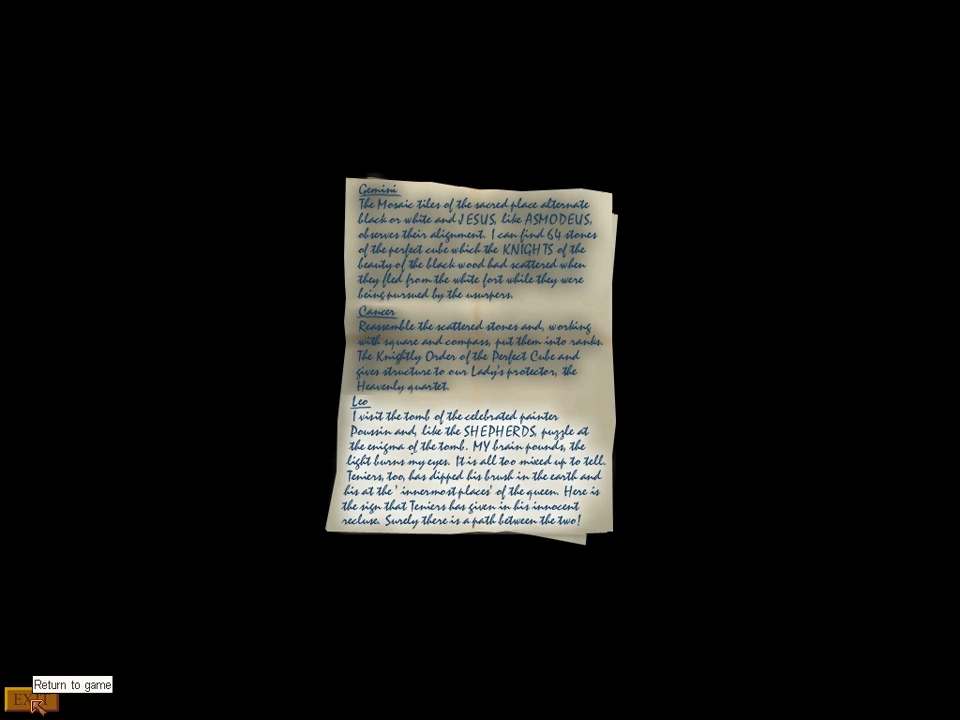 Gemini
The Mosaic tiles of the sacred place alternate
black or white and JESUS, like ASMODEUS,
observes their alignment. I can find 64 stones
of the perfect cube which the KNIGHTS of the
beauty of the black wood had scattered when
they fled from the white fort while they were
being pursued by the usurpers.
Cancer
Reassemble the scattered stones and, working
with square and compass, put them into ranks.
The Knightly Order of the Perfect Cube and
gives structure to our Lady's protector, the
Heavenly quartet.
Leo
I visit the tomb of the celebrated painter
Poussin and, like the SHEPHERDS, puzzle at
the enigma of the tomb. MY brain pounds, the
light burns my eyes. It is all too mixed up to tell.
Teniers, too, has dipped his brush in the earth and
his at the 'innermost places' of the queen. Here is
the sign that Teniers has given in his innocent
recluse. Surely there is a path between the two!
EXIT
Return to game